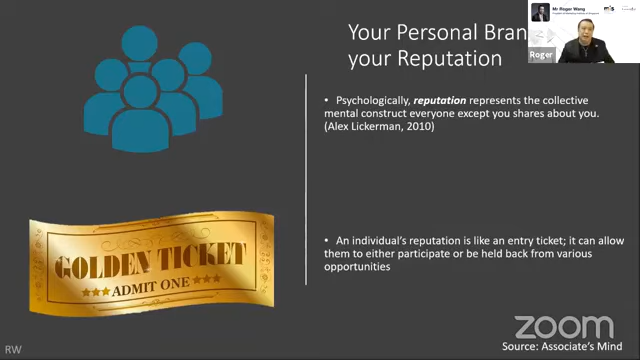 Your Personal Bran
your Reputation
Mr Roger Wang
mis
Roger
• Psychologically, reputation represents the collective
mental construct everyone except you shares about you.
(Alex Lickerman, 2010)
GOLDEN TICKET
ADMIT ONE
• An individual's reputation is like an entry ticket; it can allow
them to either participate or be held back from various
opportunities
zoom
Source: Associate's Mind
RW